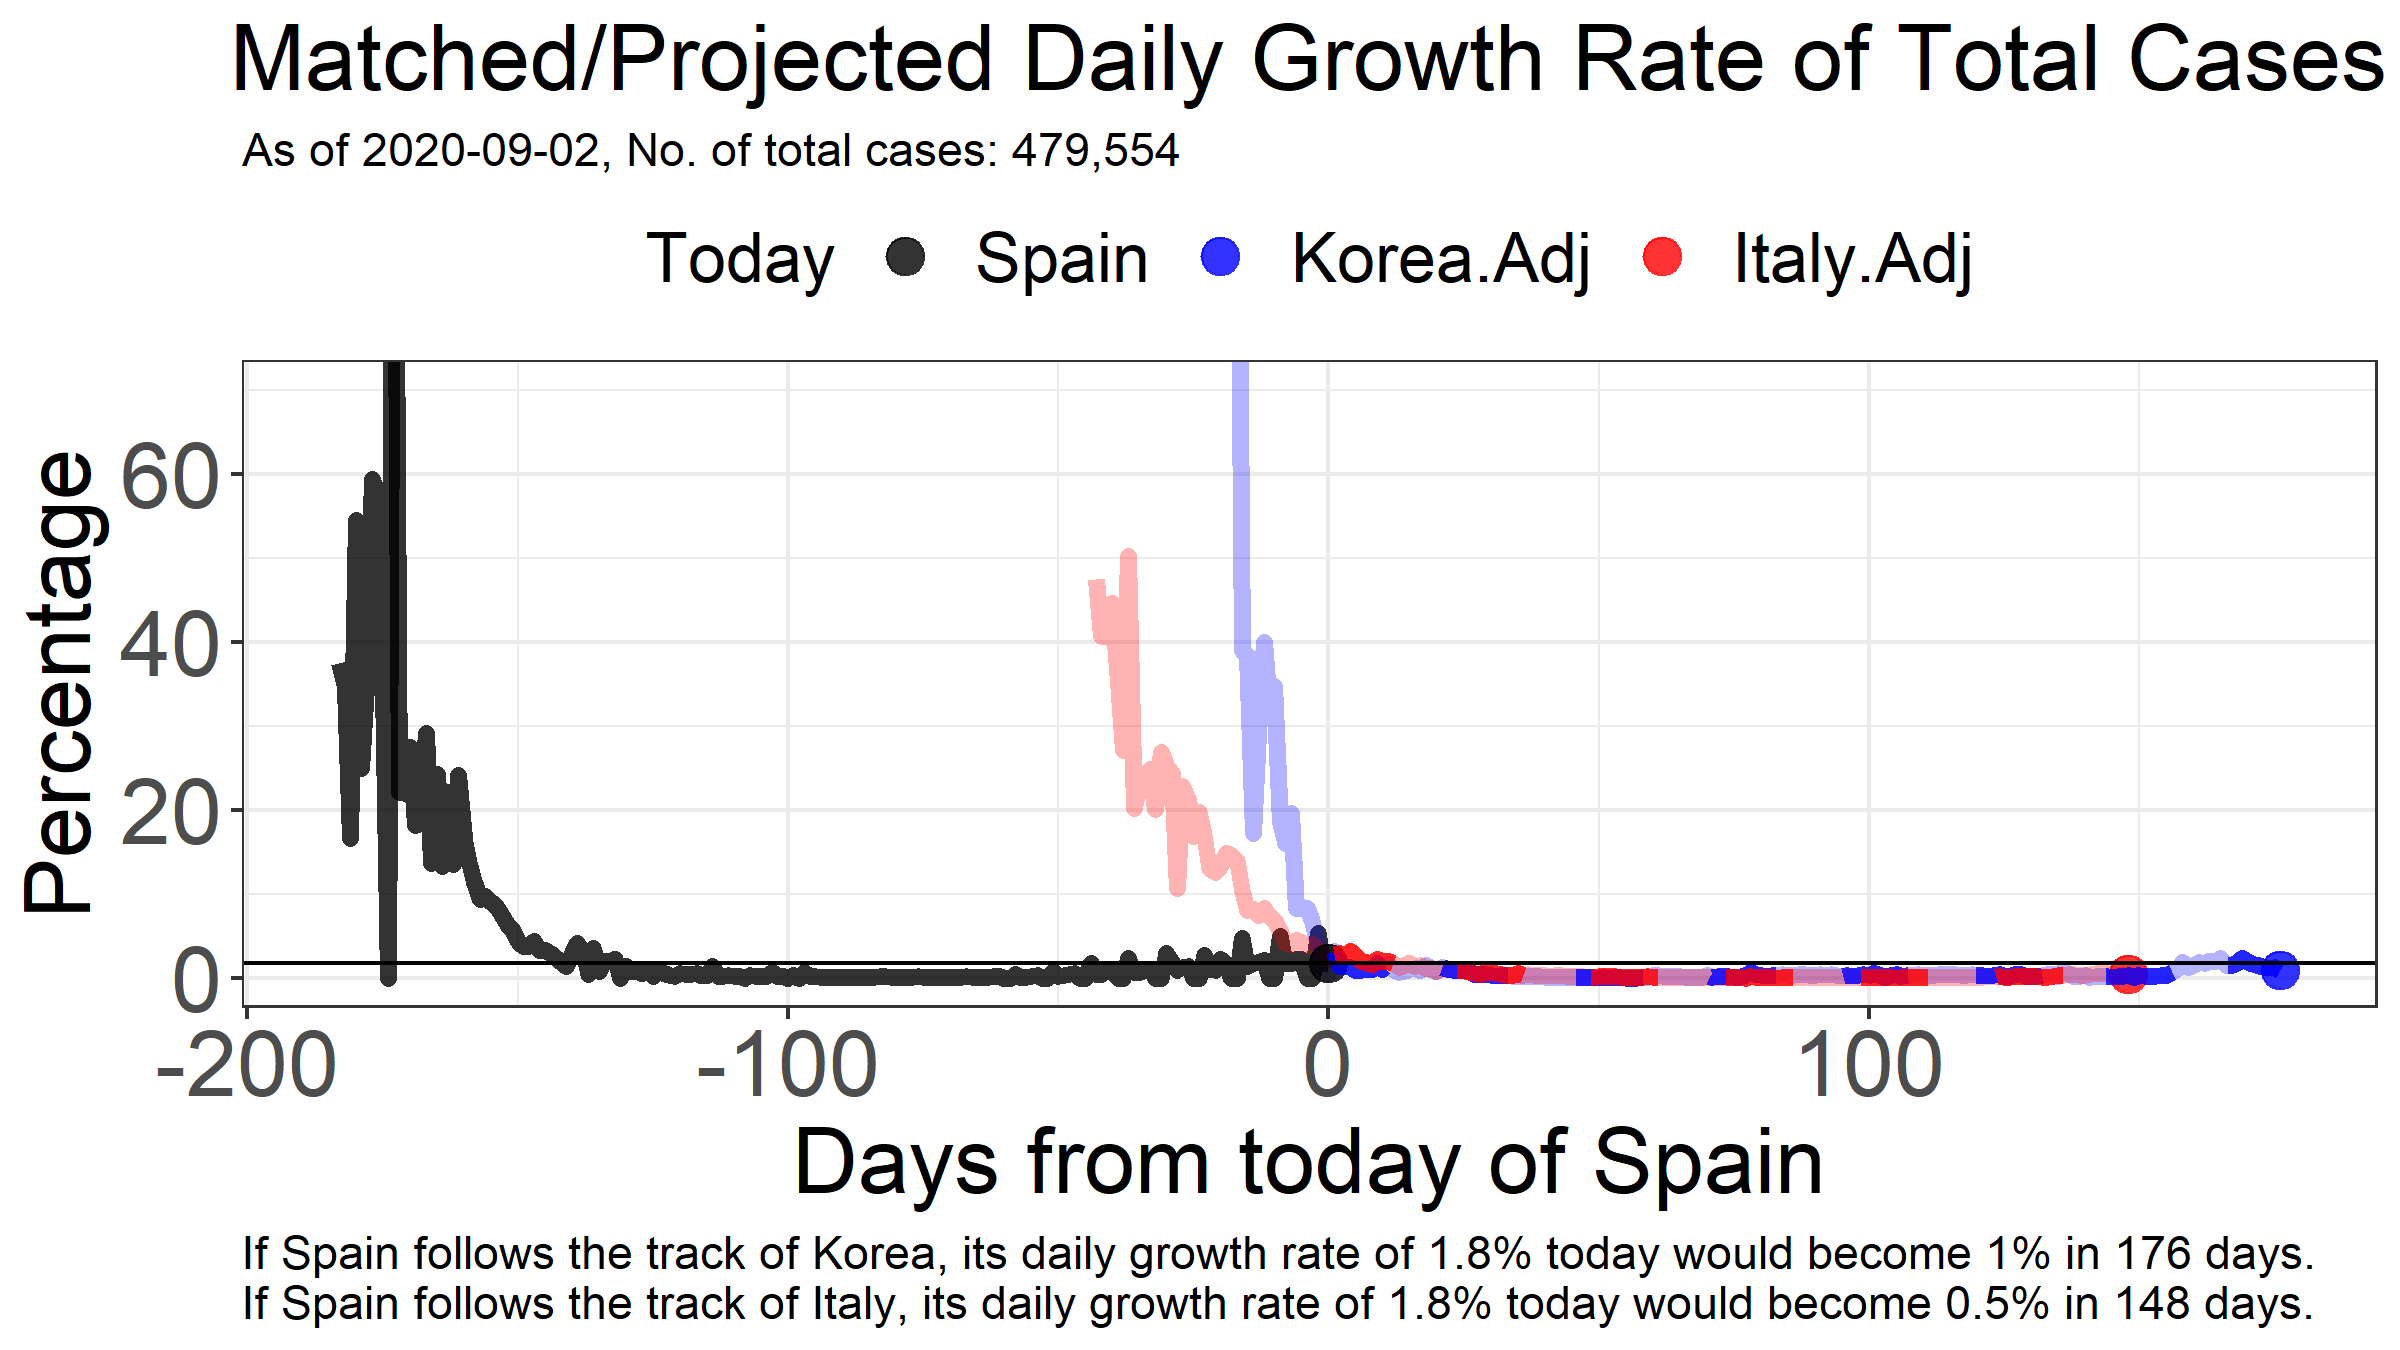 Matched/Projected Daily Growth Rate of Total Cases
As of 2020-09-02, No. of total cases: 479,554
Today Spain Korea.Adj Italy.Adj
Percentage
60
40
20
0
-200 -100 0 100
Days from today of Spain
If Spain follows the track of Korea, its daily growth rate of 1.8% today would become 1% in 176 days.
If Spain follows the track of Italy, its daily growth rate of 1.8% today would become 0.5% in 148 days.